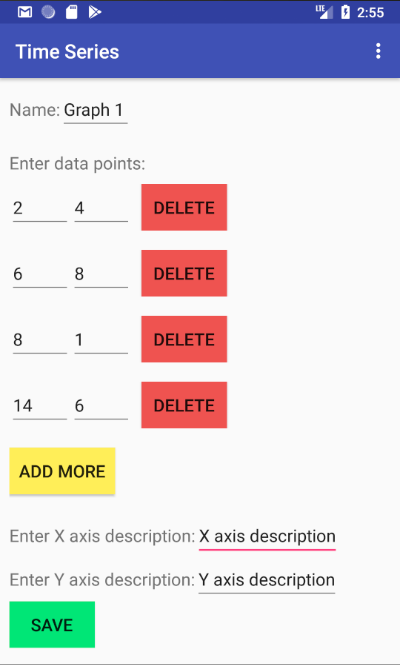 LTE 2:55
Time Series
Name: Graph 1
Enter data points:
2 4 DELETE
6 8 DELETE
8 1 DELETE
14 6 DELETE
ADD MORE
Enter X axis description: X axis description
Enter Y axis description: Y axis description
SAVE